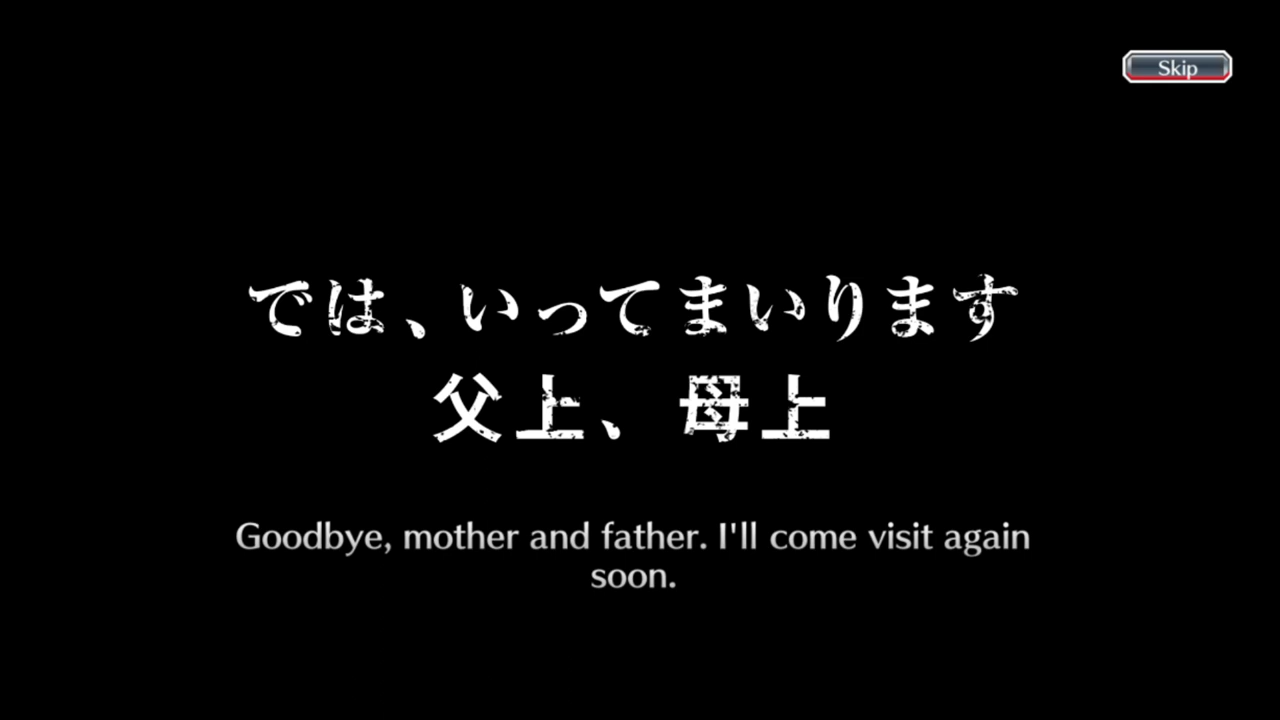 Skip
では、いってまいります
父上、母上
Goodbye, mother and father. I'll come visit again
soon.